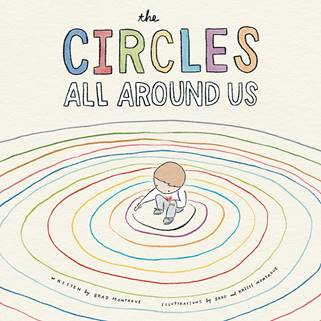 the
CIRCLES
ALL AROUND US
WRITTEN BY BRAD MONTAGUE
ILLUSTRATIONS BY BRAD and KRISTI MONTAGUE